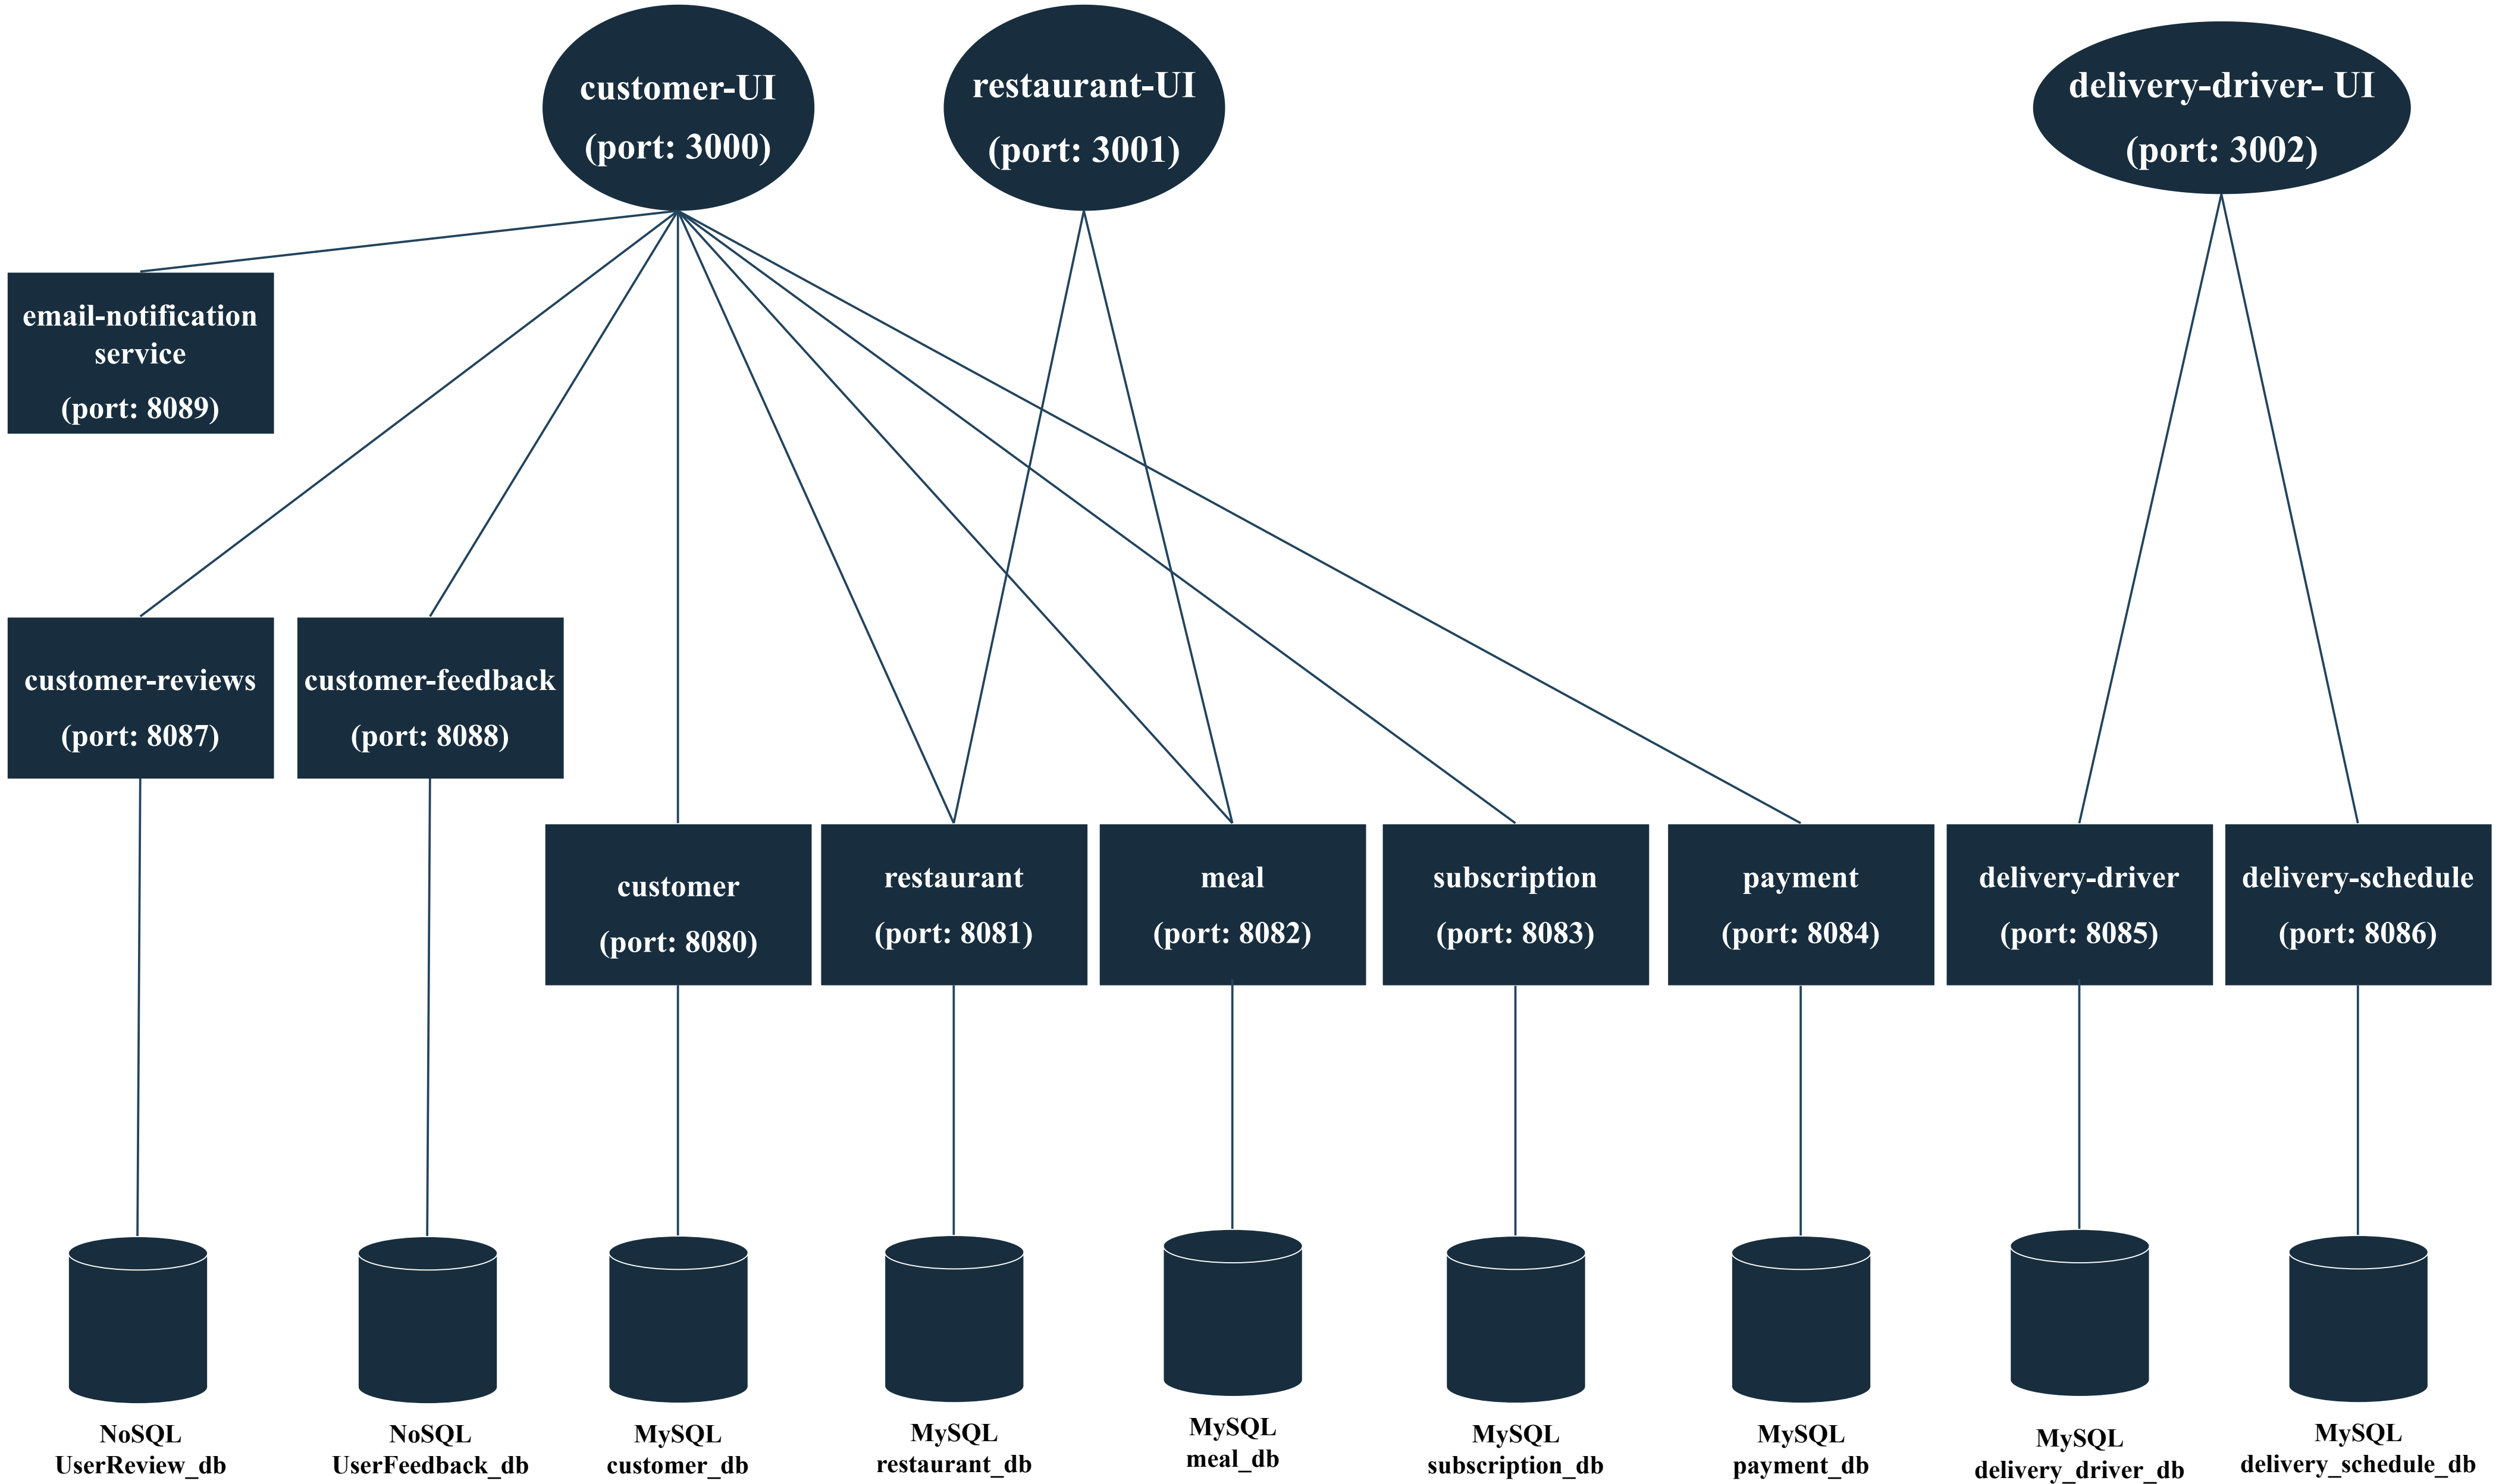 customer-UI
(port: 3000)
restaurant-UI
(port: 3001)
delivery-driver- UI
(port: 3002)
email-notification
service
(port: 8089)
customer-reviews
(port: 8087)
customer-feedback
(port: 8088)
customer
(port: 8080)
restaurant
(port: 8081)
meal
(port: 8082)
subscription
(port: 8083)
payment
(port: 8084)
delivery-driver
(port: 8085)
delivery-schedule
(port: 8086)
NoSQL
UserReview_db
NoSQL
UserFeedback_db
MySQL
customer_db
MySQL
restaurant_db
MySQL
meal_db
MySQL
subscription_db
MySQL
payment_db
MySQL
delivery_driver_db
MySQL
delivery_schedule_db